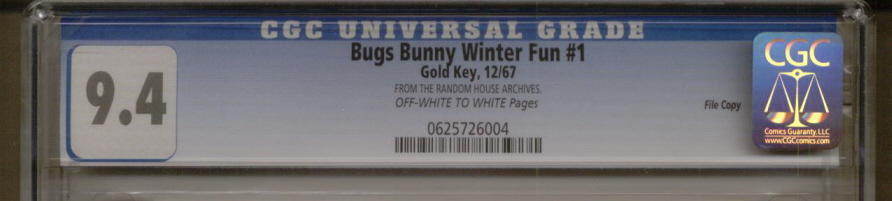 CGC UNIVERSAL GRADE
Bugs Bunny Winter Fun #1
Gold Key, 12/67
FROM THE RANDOM HOUSE ARCHIVES.
OFF-WHITE TO WHITE Pages
9.4
File Copy
0625726004
CGC
Comics Guaranty, LLC
www.CGCcomics.com